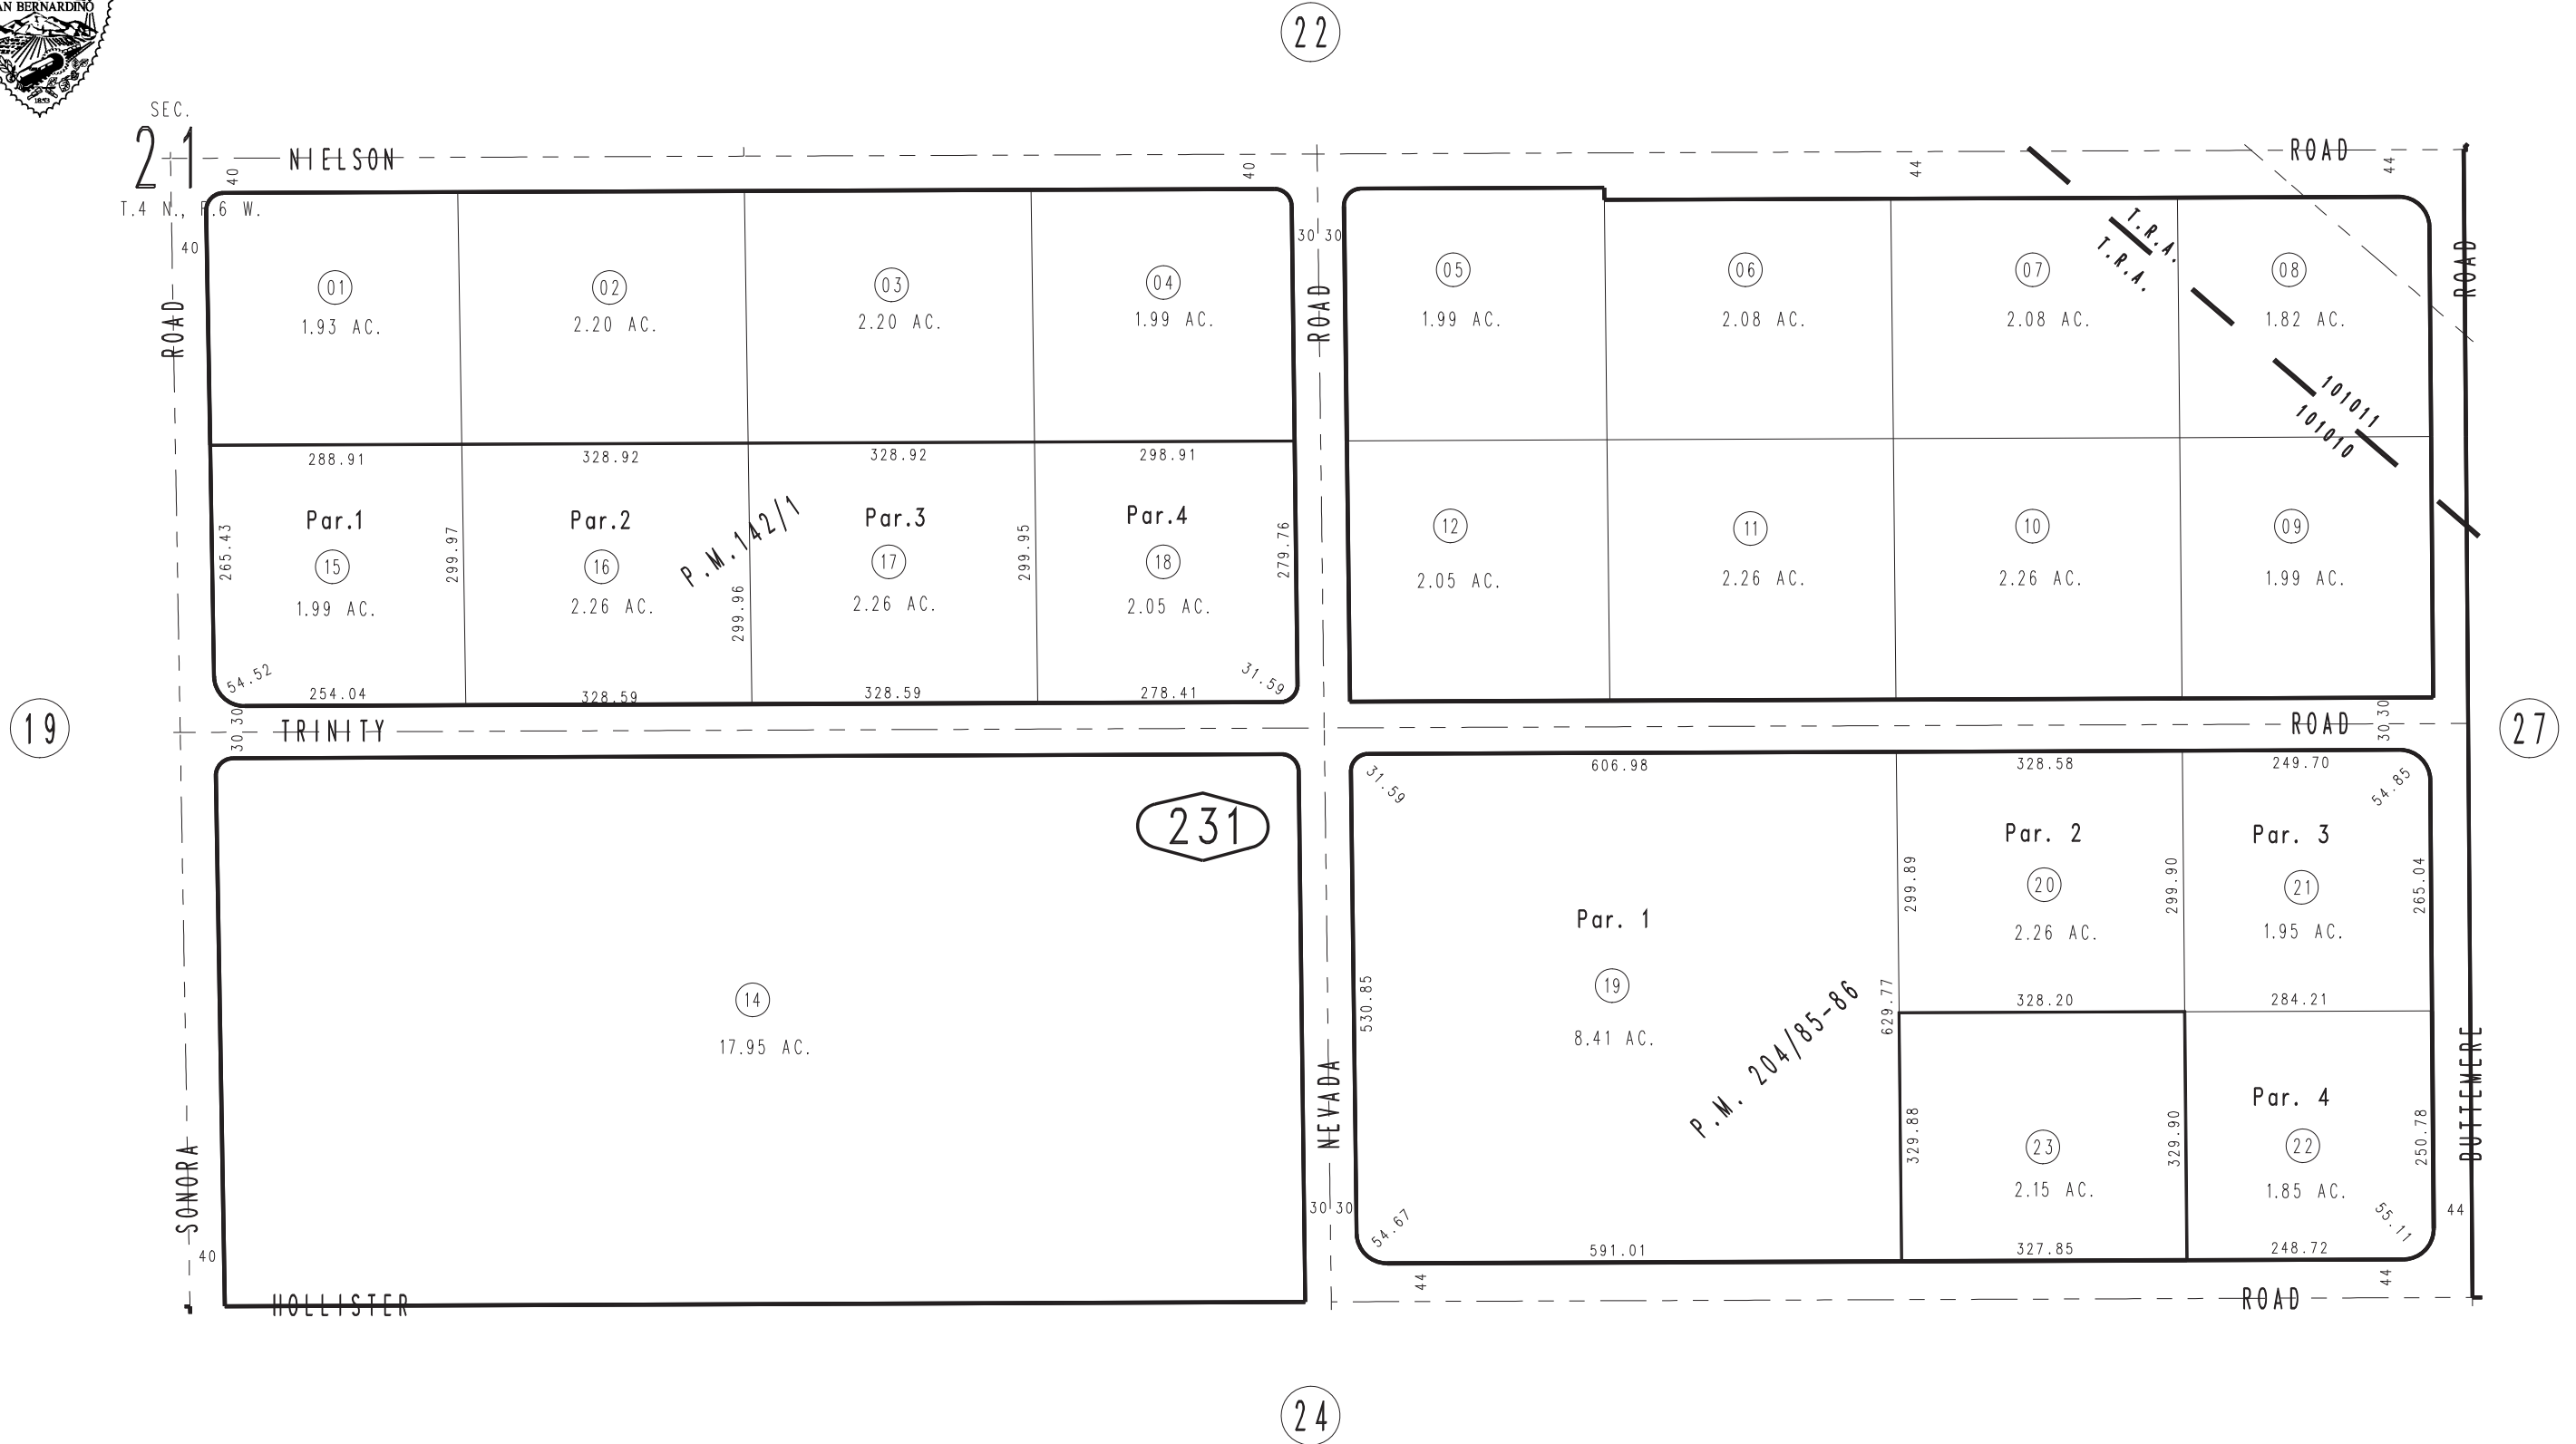 AN BERNARDINO
1853
22
SEC.
21
T.4 N., R.6 W.
NIELSON
ROAD
40
40
44
44
40
30 30
ROAD
ROAD
ROAD
01
1.93 AC.
02
2.20 AC.
03
2.20 AC.
04
1.99 AC.
05
1.99 AC.
06
2.08 AC.
07
2.08 AC.
08
1.82 AC.
T.R.A.
T.R.A.
101011
101010
288.91
328.92
328.92
298.91
Par.1
Par.2
Par.3
Par.4
P.M.142/1
265.43
299.97
299.96
299.95
279.76
15
1.99 AC.
16
2.26 AC.
17
2.26 AC.
18
2.05 AC.
12
2.05 AC.
11
2.26 AC.
10
2.26 AC.
09
1.99 AC.
54.52
31.59
254.04
328.59
328.59
278.41
19
30 30
TRINITY
ROAD
30 30
27
231
14
17.95 AC.
606.98
328.58
249.70
31.59
54.85
Par. 1
19
8.41 AC.
P.M. 204/85-86
530.85
629.77
Par. 2
20
2.26 AC.
299.89
299.90
Par. 3
21
1.95 AC.
265.04
328.20
284.21
23
2.15 AC.
329.88
329.90
Par. 4
22
1.85 AC.
250.78
54.67
55.11
591.01
327.85
248.72
SONORA
NEVADA
BUTTEMERE
40
30 30
44
44
44
HOLLISTER
ROAD
24